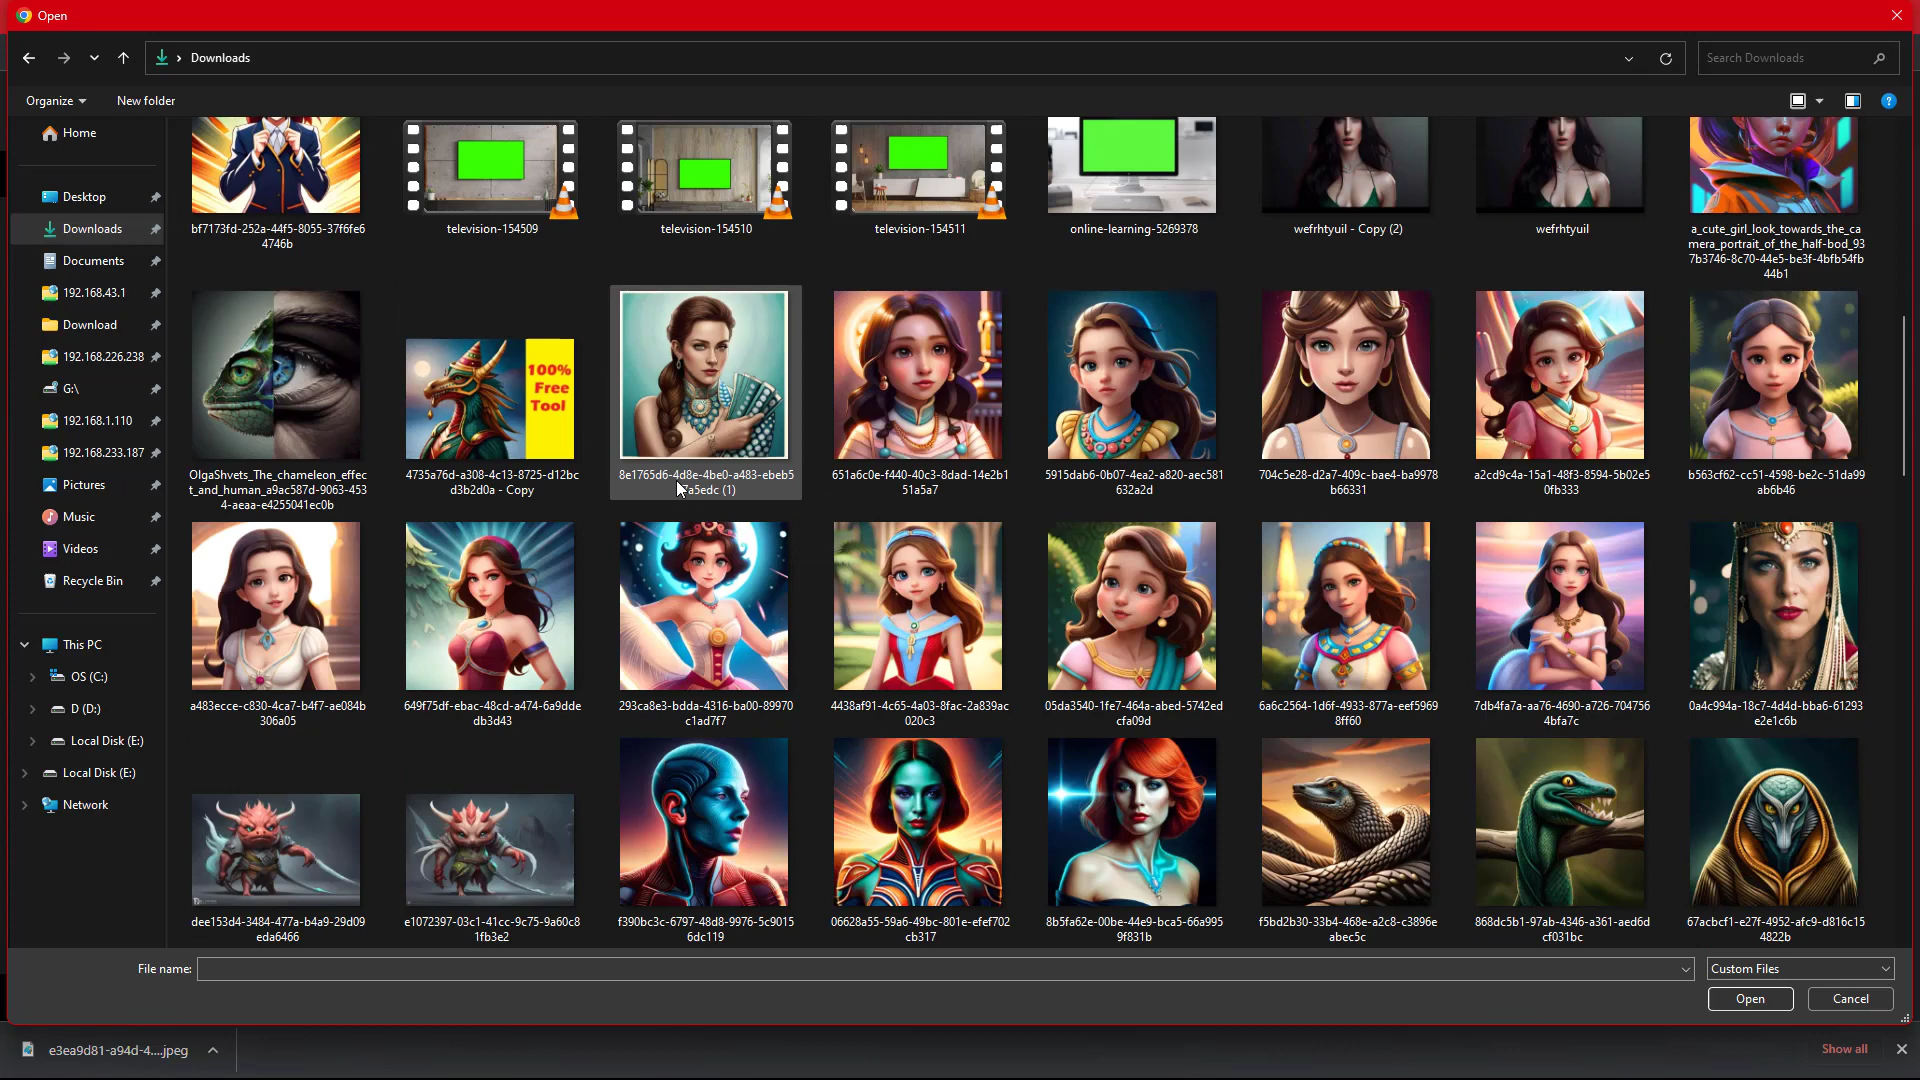 Open
Downloads
Search Downloads
Organize
New folder
Home
Desktop
Downloads
Documents
192.168.43.1
Download
192.168.226.238
G:\
192.168.1.110
192.168.233.187
Pictures
Music
Videos
Recycle Bin
This PC
OS (C:)
D (D:)
Local Disk (E:)
Local Disk (E:)
Network
bf7173fd-252a-44f5-8055-37f6fe6
4746b
television-154509
television-154510
television-154511
online-learning-5269378
wefrhtyuil - Copy (2)
wefrhtyuil
a_cute_girl_look_towards_the_ca
mera_portrait_of_the_half-bod_93
7b3746-8c70-44e5-be3f-4bfb54fb
44b1
100%
Free
Tool
OlgaShvets_The_chameleon_effec
t_and_human_a9ac587d-9063-453
4-aeaa-e4255041ec0b
4735a76d-a308-4c13-8725-d12bc
d3b2d0a - Copy
8e1765d6-4d8e-4be0-a483-ebeb5
a5edc (1)
651a6c0e-f440-40c3-8dad-14e2b1
51a5a7
5915dab6-0b07-4ea2-a820-aec581
632a2d
704c5e28-d2a7-409c-bae4-ba9978
b66331
a2cd9c4a-15a1-48f3-8594-5b02e5
0fb333
b563cf62-cc51-4598-be2c-51da99
ab6b46
a483ecce-c830-4ca7-b4f7-ae084b
306a05
649f75df-ebac-48cd-a474-6a9dde
db3d43
293ca8e3-bdda-4316-ba00-89970
c1ad7f7
4438af91-4c65-4a03-8fac-2a839ac
020c3
05da3540-1fe7-464a-abed-5742ed
cfa09d
6a6c2564-1d6f-4933-877a-eef5969
8ff60
7db4fa7a-aa76-4690-a726-704756
4bfa7c
0a4c994a-18c7-4d4d-bba6-61293
e2e1c6b
dee153d4-3484-477a-b4a9-29d09
eda6466
e1072397-03c1-41cc-9c75-9a60c8
1fb3e2
f390bc3c-6797-48d8-9976-5c9015
6dc119
06628a55-59a6-49bc-801e-efef702
cb317
8b5fa62e-00be-44e9-bca5-66a995
9f831b
f5bd2b30-33b4-468e-a2c8-c3896e
abec5c
868dc5b1-97ab-4346-a361-aed6d
cf031bc
67acbcf1-e27f-4952-afc9-d816c15
4822b
File name:
Custom Files
Open
Cancel
e3ea9d81-a94d-4....jpeg
Show all